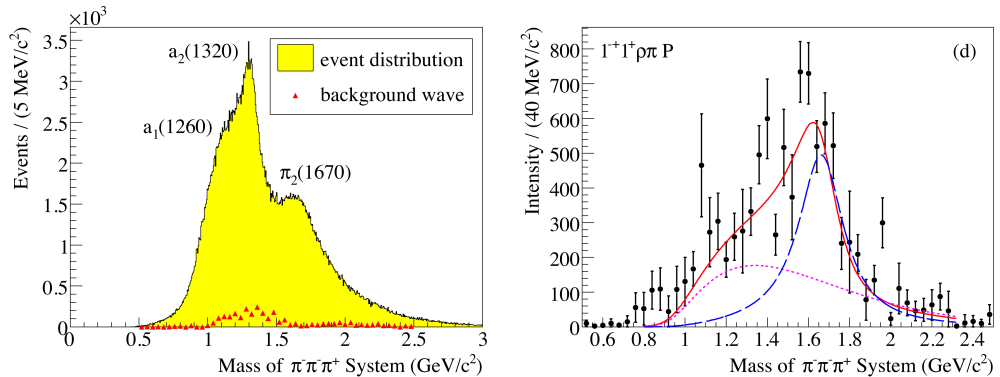 ×10³
3.5
3
2.5
2
1.5
1
0.5
0
Events / (5 MeV/c²)
a₂(1320)
a₁(1260)
π₂(1670)
event distribution
background wave
0 0.5 1 1.5 2 2.5 3
Mass of π⁻π⁻π⁺ System (GeV/c²)
800
700
600
500
400
300
200
100
0
Intensity / (40 MeV/c²)
1⁻⁺1⁺ρπ P
(d)
0.6 0.8 1 1.2 1.4 1.6 1.8 2.0 2.2 2.4
Mass of π⁻π⁻π⁺ System (GeV/c²)